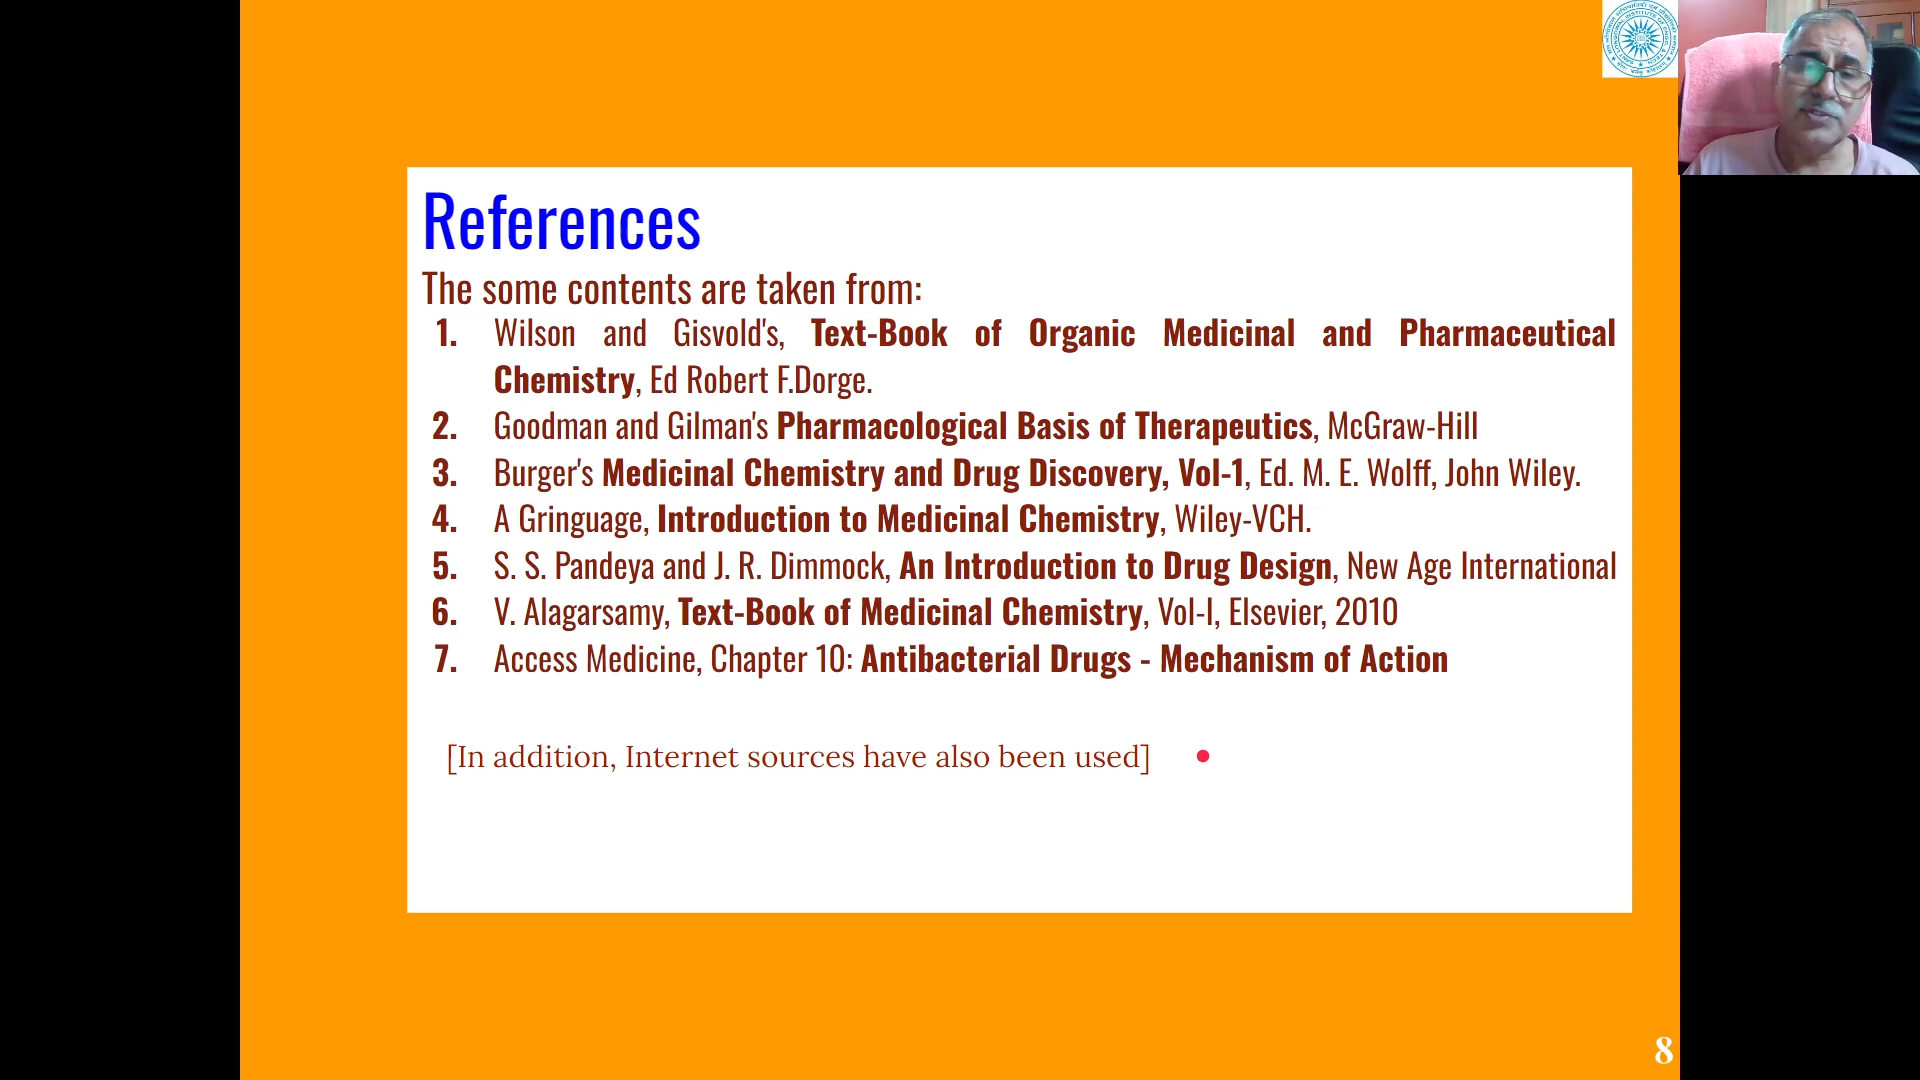 References
The some contents are taken from:
1. Wilson and Gisvold's, Text-Book of Organic Medicinal and Pharmaceutical
Chemistry, Ed Robert F.Dorge.
2. Goodman and Gilman's Pharmacological Basis of Therapeutics, McGraw-Hill
3. Burger's Medicinal Chemistry and Drug Discovery, Vol-1, Ed. M. E. Wolff, John Wiley.
4. A Gringuage, Introduction to Medicinal Chemistry, Wiley-VCH.
5. S. S. Pandeya and J. R. Dimmock, An Introduction to Drug Design, New Age International
6. V. Alagarsamy, Text-Book of Medicinal Chemistry, Vol-I, Elsevier, 2010
7. Access Medicine, Chapter 10: Antibacterial Drugs - Mechanism of Action
[In addition, Internet sources have also been used]
8